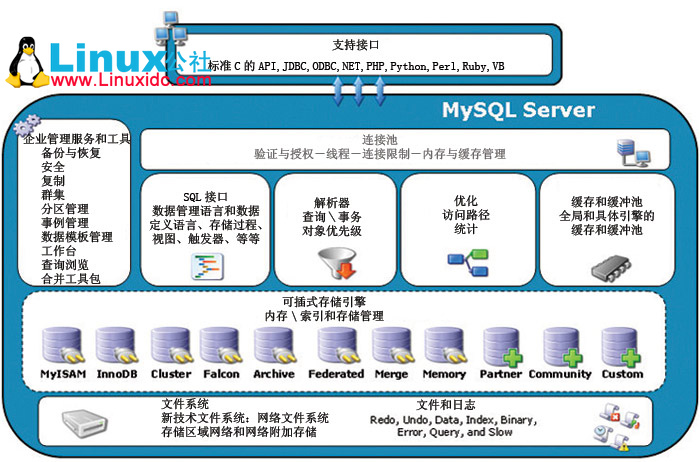 支持接口
Linux公社
标准 C 的 API, JDBC, ODBC, NET, PHP, Python, Perl, Ruby, VB
www.Linuxidc.com
MySQL Server
企业管理服务和工具
备份与恢复
安全
复制
群集
分区管理
事例管理
数据模板管理
工作台
查询浏览
合并工具包
连接池
验证与授权－线程－连接限制－内存与缓存管理
SQL 接口
数据管理语言和数据
定义语言、存储过程、
视图、触发器、等等
解析器
查询 \ 事务
对象优先级
优化
访问路径
统计
缓存和缓冲池
全局和具体引擎的
缓存和缓冲池
可插式存储引擎
内存 \ 索引和存储管理
MyISAM InnoDB Cluster Falcon Archive Federated Merge Memory Partner Community Custom
文件系统
新技术文件系统：网络文件系统
存储区域网络和网络附加存储
文件和日志
Redo, Undo, Data, Index, Binary,
Error, Query, and Slow